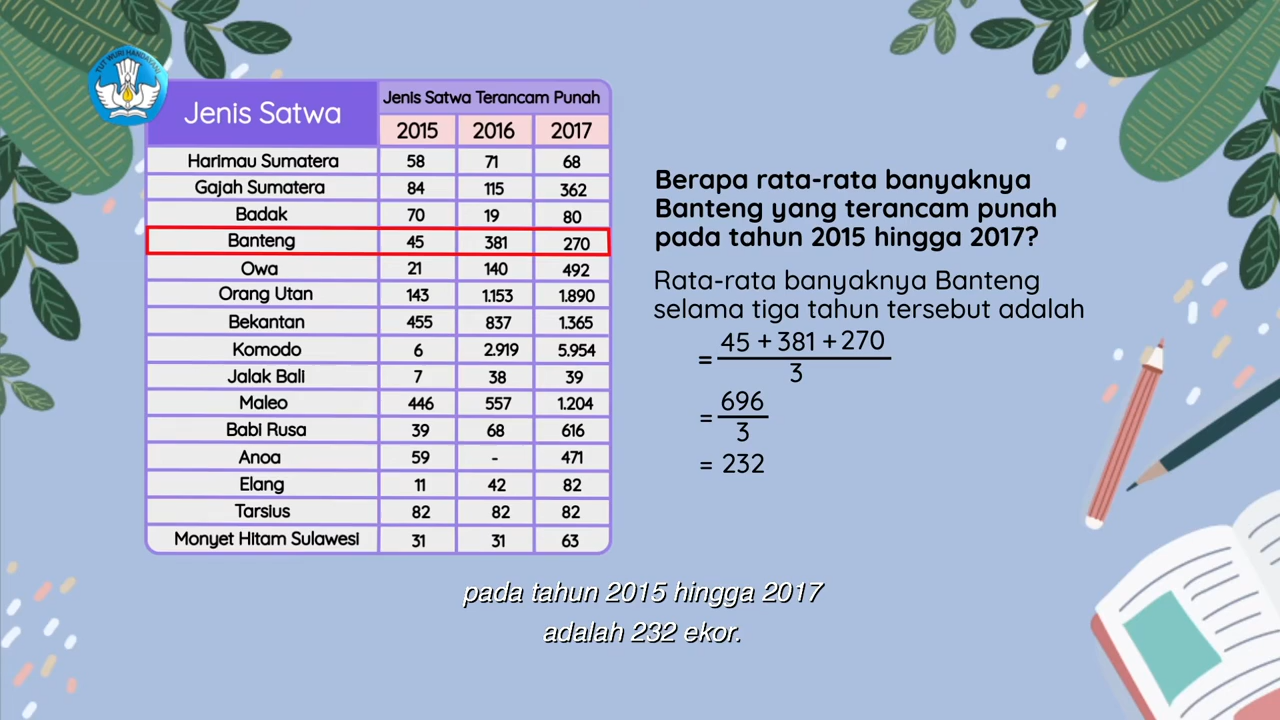 TUT WURI HANDAYANI
Jenis Satwa
Jenis Satwa Terancam Punah
2015 2016 2017
Harimau Sumatera 58 71 68
Gajah Sumatera 84 115 362
Badak 70 19 80
Banteng 45 381 270
Owa 21 140 492
Orang Utan 143 1.153 1.890
Bekantan 455 837 1.365
Komodo 6 2.919 5.954
Jalak Bali 7 38 39
Maleo 446 557 1.204
Babi Rusa 39 68 616
Anoa 59 - 471
Elang 11 42 82
Tarsius 82 82 82
Monyet Hitam Sulawesi 31 31 63
Berapa rata-rata banyaknya
Banteng yang terancam punah
pada tahun 2015 hingga 2017?
Rata-rata banyaknya Banteng
selama tiga tahun tersebut adalah
= 45 + 381 + 270
3
= 696
3
= 232
pada tahun 2015 hingga 2017
adalah 232 ekor.